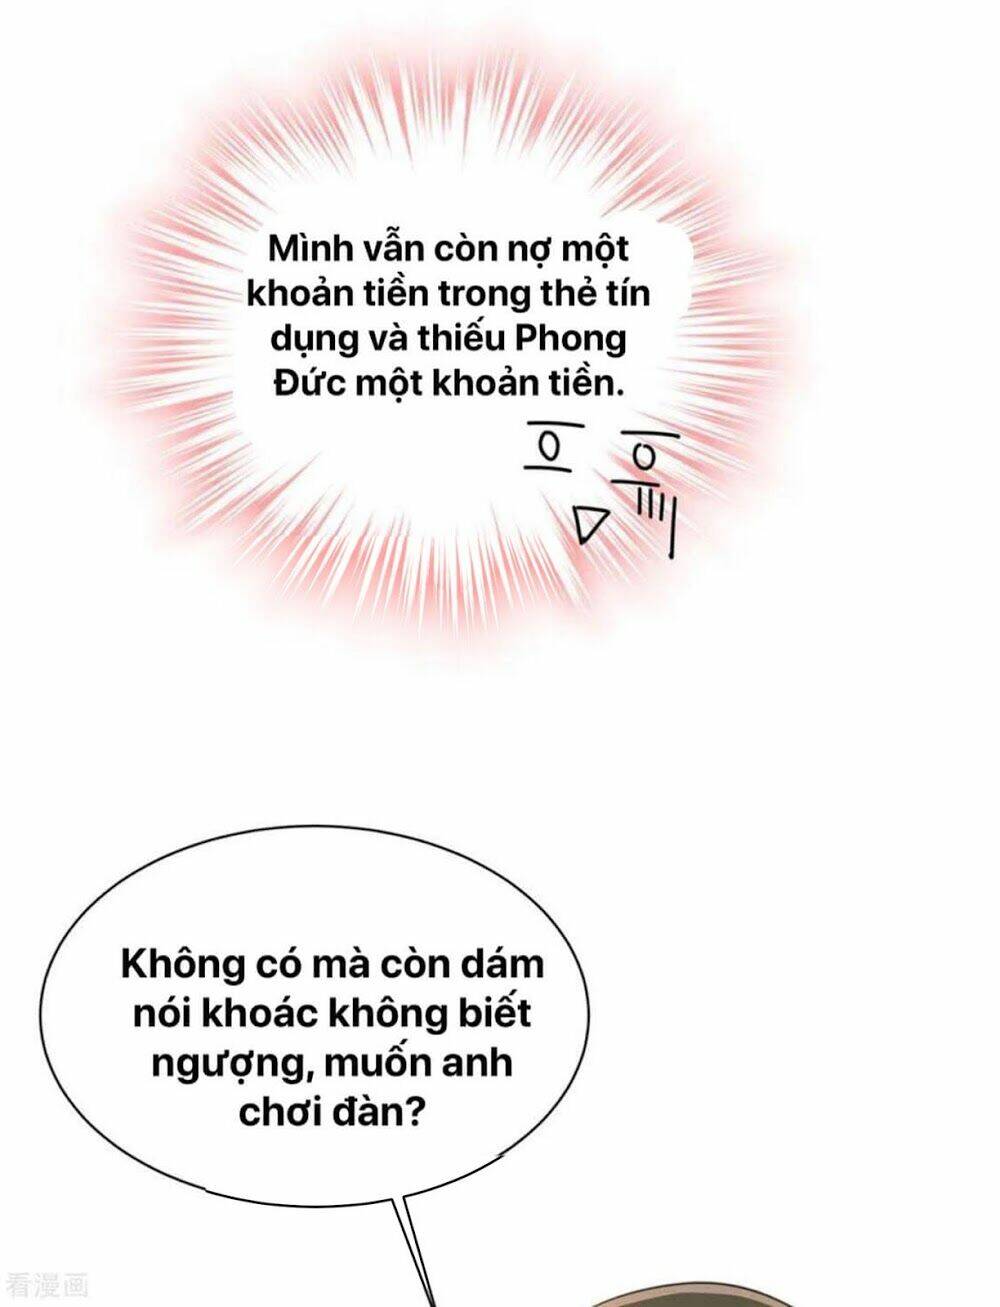 Mình vẫn còn nợ một
khoản tiền trong thẻ tín
dụng và thiếu Phong
Đức một khoản tiền.
Không có mà còn dám
nói khoác không biết
ngượng, muốn anh
chơi đàn?
看漫画